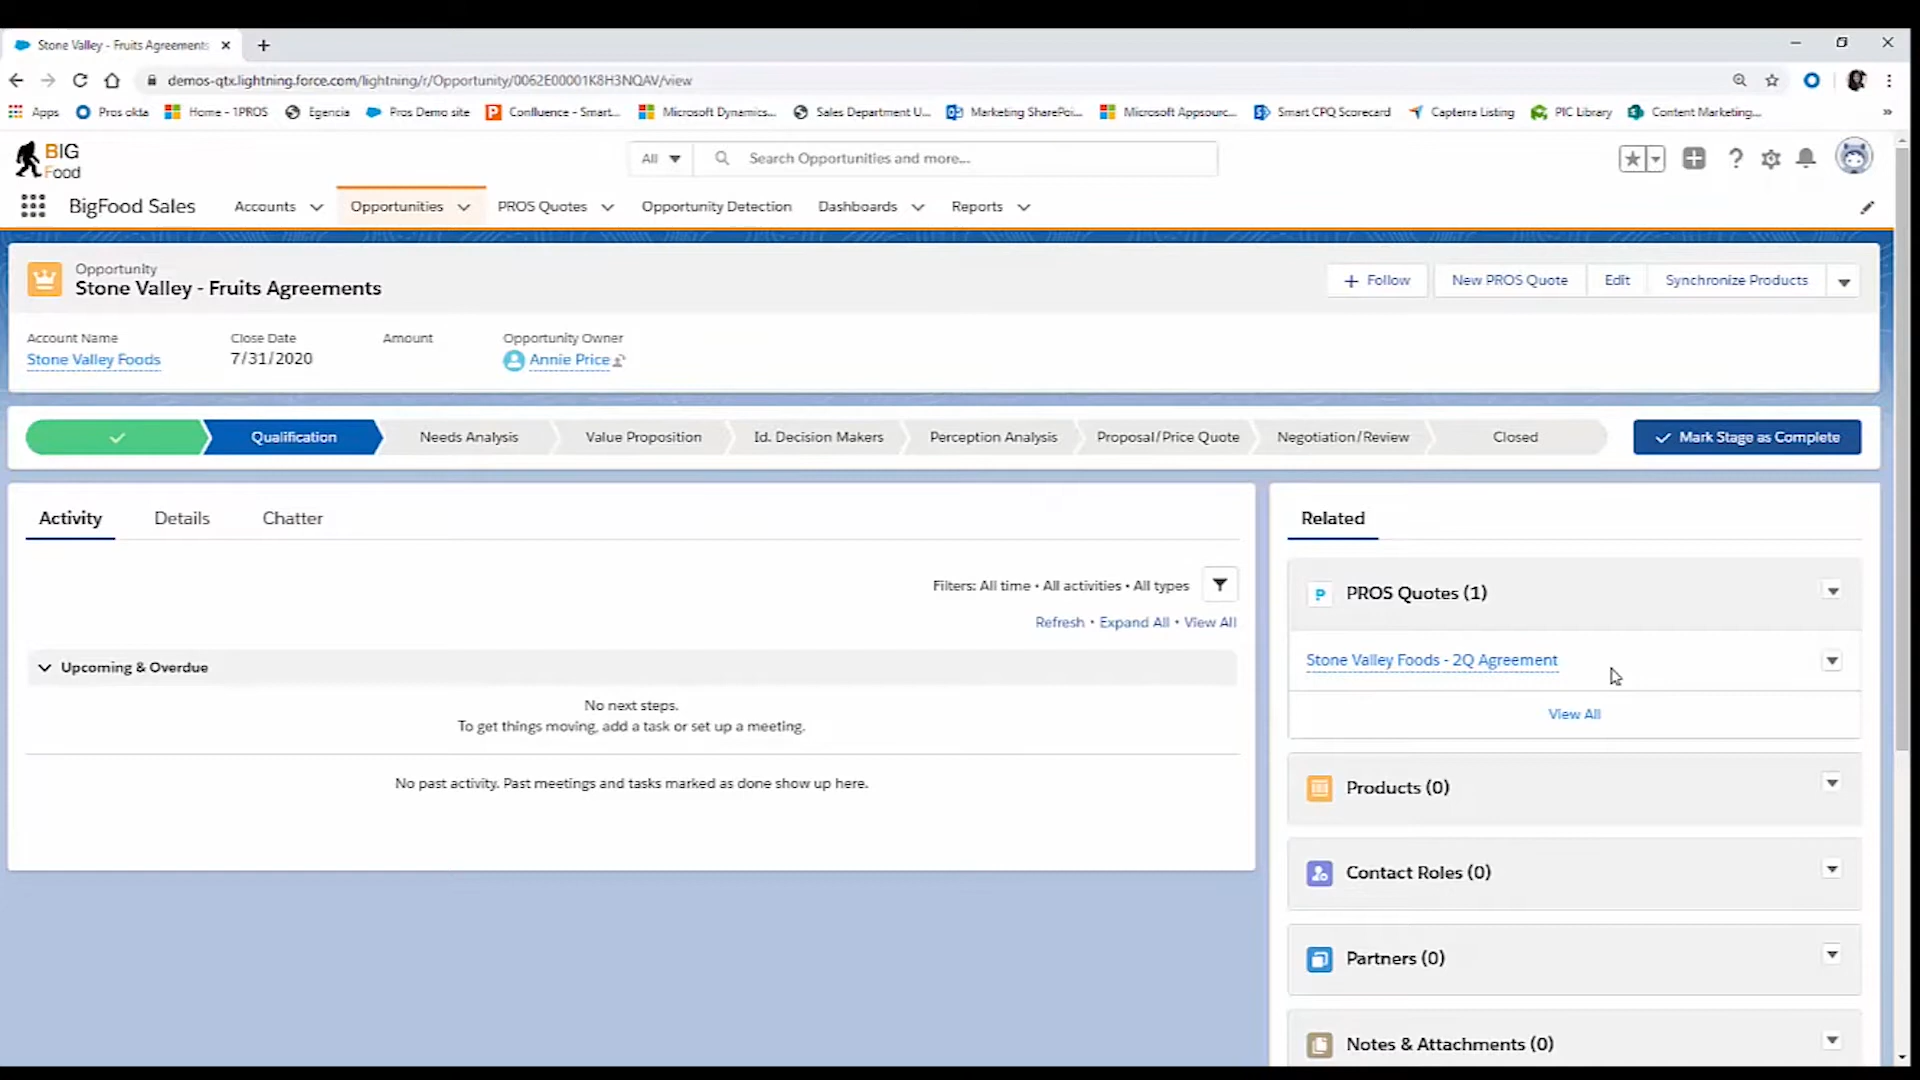 Stone Valley - Fruits Agreements
demos-qtx.lightning.force.com/lightning/r/Opportunity/0062E00001K8H3NQAV/view
Apps Pros okta Home - 1PROS Egencia Pros Demo site Conlluence - Smart... Microsoft Dynamics... Sales Department U... Marketing SharePoi... Microsoft Appsourc... Smart CPQ Scorecard Capterra Listing PIC Library Content Marketing...
BIG
Food
All Search Opportunities and more...
BigFood Sales Accounts Opportunities PROS Quotes Opportunity Detection Dashboards Reports
Opportunity
Stone Valley - Fruits Agreements
+ Follow New PROS Quote Edit Synchronize Products
Account Name Close Date Amount Opportunity Owner
Stone Valley Foods 7/31/2020 Annie Price
Qualification Needs Analysis Value Proposition Id. Decision Makers Perception Analysis Proposal/Price Quote Negotiation/Review Closed Mark Stage as Complete
Activity Details Chatter
Filters: All time • All activities • All types
Refresh • Expand All • View All
Upcoming & Overdue
No next steps.
To get things moving, add a task or set up a meeting.
No past activity. Past meetings and tasks marked as done show up here.
Related
P PROS Quotes (1)
Stone Valley Foods - 2Q Agreement
View All
Products (0)
Contact Roles (0)
Partners (0)
Notes & Attachments (0)